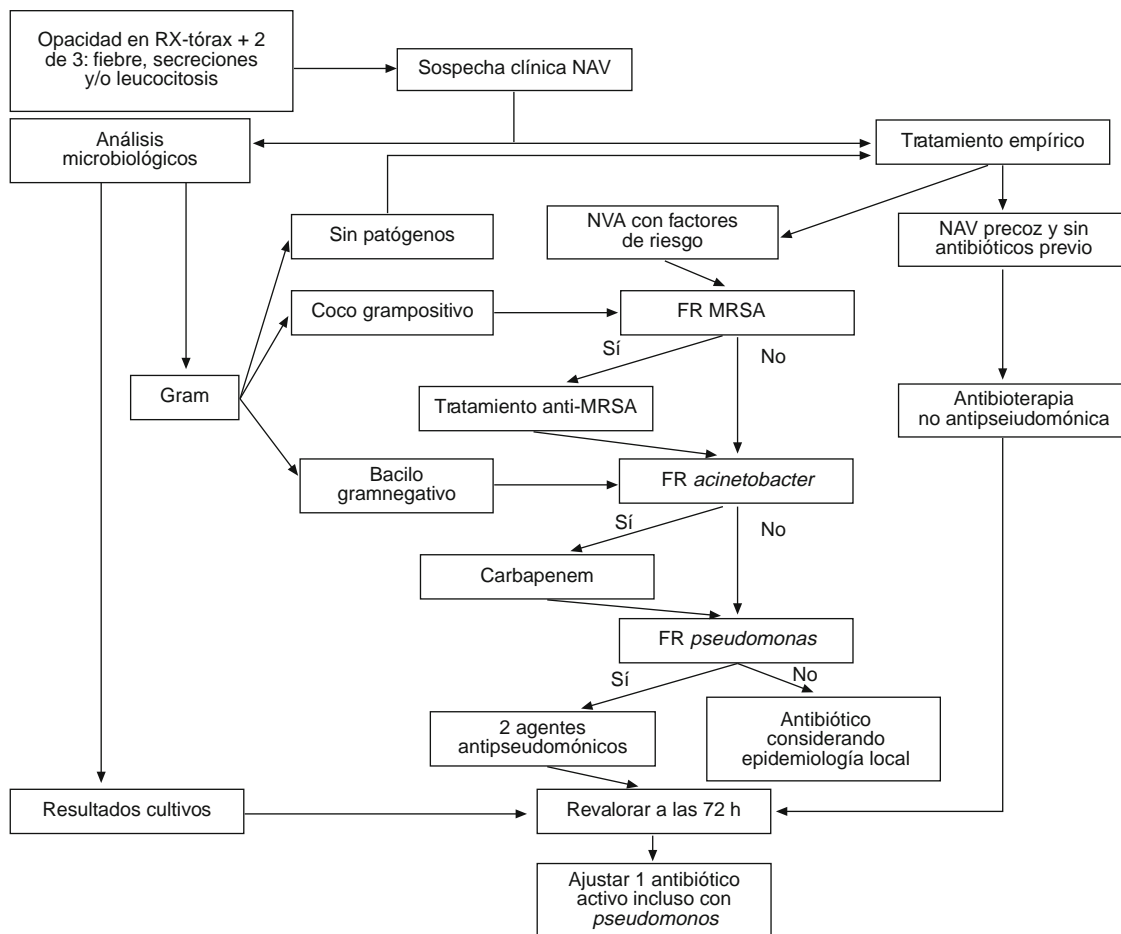 Opacidad en RX-tórax + 2
de 3: fiebre, secreciones
y/o leucocitosis
Sospecha clínica NAV
Análisis
microbiológicos
Tratamiento empírico
Sin patógenos
NVA con factores
de riesgo
NAV precoz y sin
antibióticos previo
Coco grampositivo
FR MRSA
Sí
No
Gram
Tratamiento anti-MRSA
Antibioterapia
no antipseiudomónica
Bacilo
gramnegativo
FR acinetobacter
Sí
No
Carbapenem
FR pseudomonas
Sí
No
2 agentes
antipseudomónicos
Antibiótico
considerando
epidemiología local
Resultados cultivos
Revalorar a las 72 h
Ajustar 1 antibiótico
activo incluso con
pseudomonos